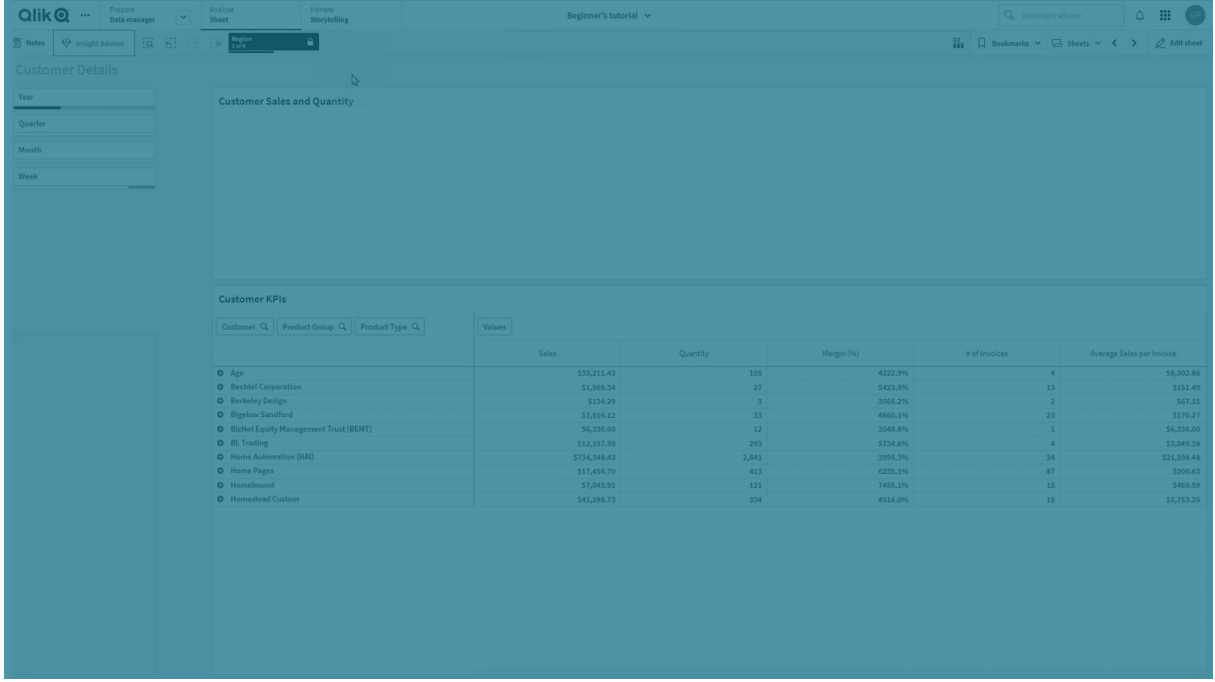 Qlik
Prepare
Data manager
Analyze
Sheet
Narrate
Storytelling
Beginner's tutorial
Ask Insight Advisor
Notes
Insight Advisor
Region
Bookmarks
Sheets
Edit sheet
Customer Details
Year
Quarter
Month
Week
Customer Sales and Quantity
Customer KPIs
Customer Product Group Product Type Values
Sales Quantity Margin (%) # of Invoices Average Sales per Invoice
Age $33,211.43 105 4222.9% 4 $8,302.86
Bechtel Corporation $1,969.34 27 5423.9% 13 $151.49
Berkeley Design $134.29 3 3566.2% 2 $67.15
Bigelow Sandford $3,916.12 33 4660.1% 23 $170.27
BizNet Equity Management Trust (BEMT) $6,336.00 12 3549.8% 1 $6,336.00
BL Trading $12,197.50 293 5734.6% 4 $3,049.38
Home Automation (HAI) $734,348.43 2,841 3995.3% 34 $21,598.48
Home Pages $17,454.70 413 6235.1% 87 $200.63
Homebound $7,043.92 121 7455.1% 15 $469.59
Homestead Custom $41,298.73 334 4516.0% 15 $2,753.25